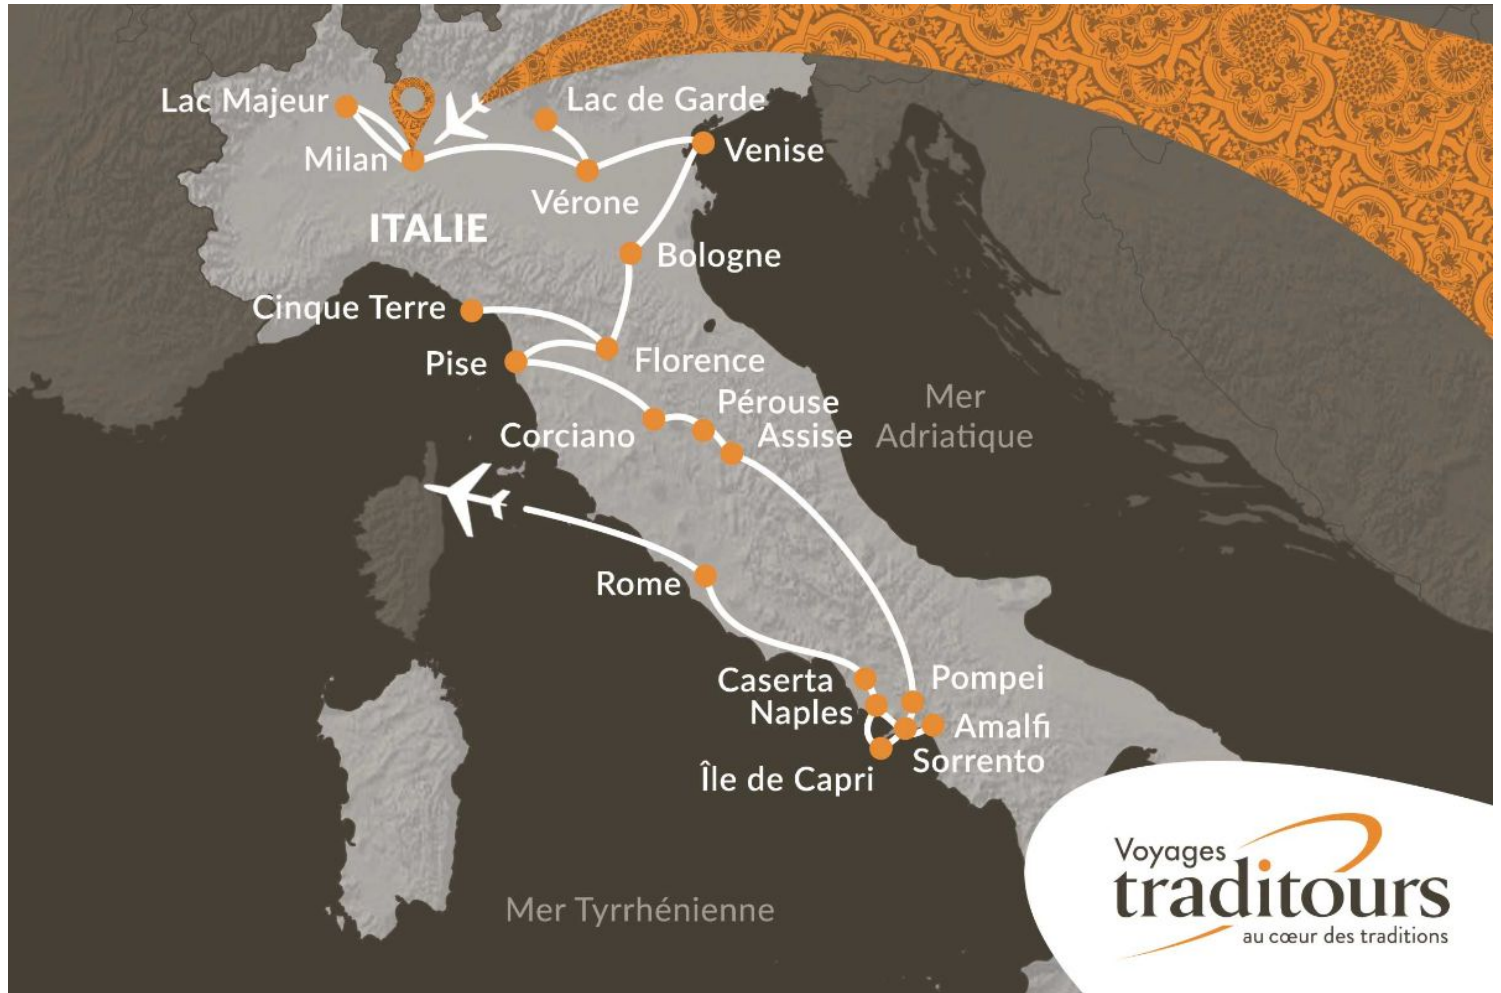 Lac Majeur
Lac de Garde
Milan
Venise
Vérone
ITALIE
Bologne
Cinque Terre
Pise
Florence
Pérouse
Corciano
Assise
Mer
Adriatique
Rome
Caserta
Pompei
Naples
Amalfi
Sorrento
Île de Capri
Mer Tyrrhénienne
Voyages
traditours
au cœur des traditions